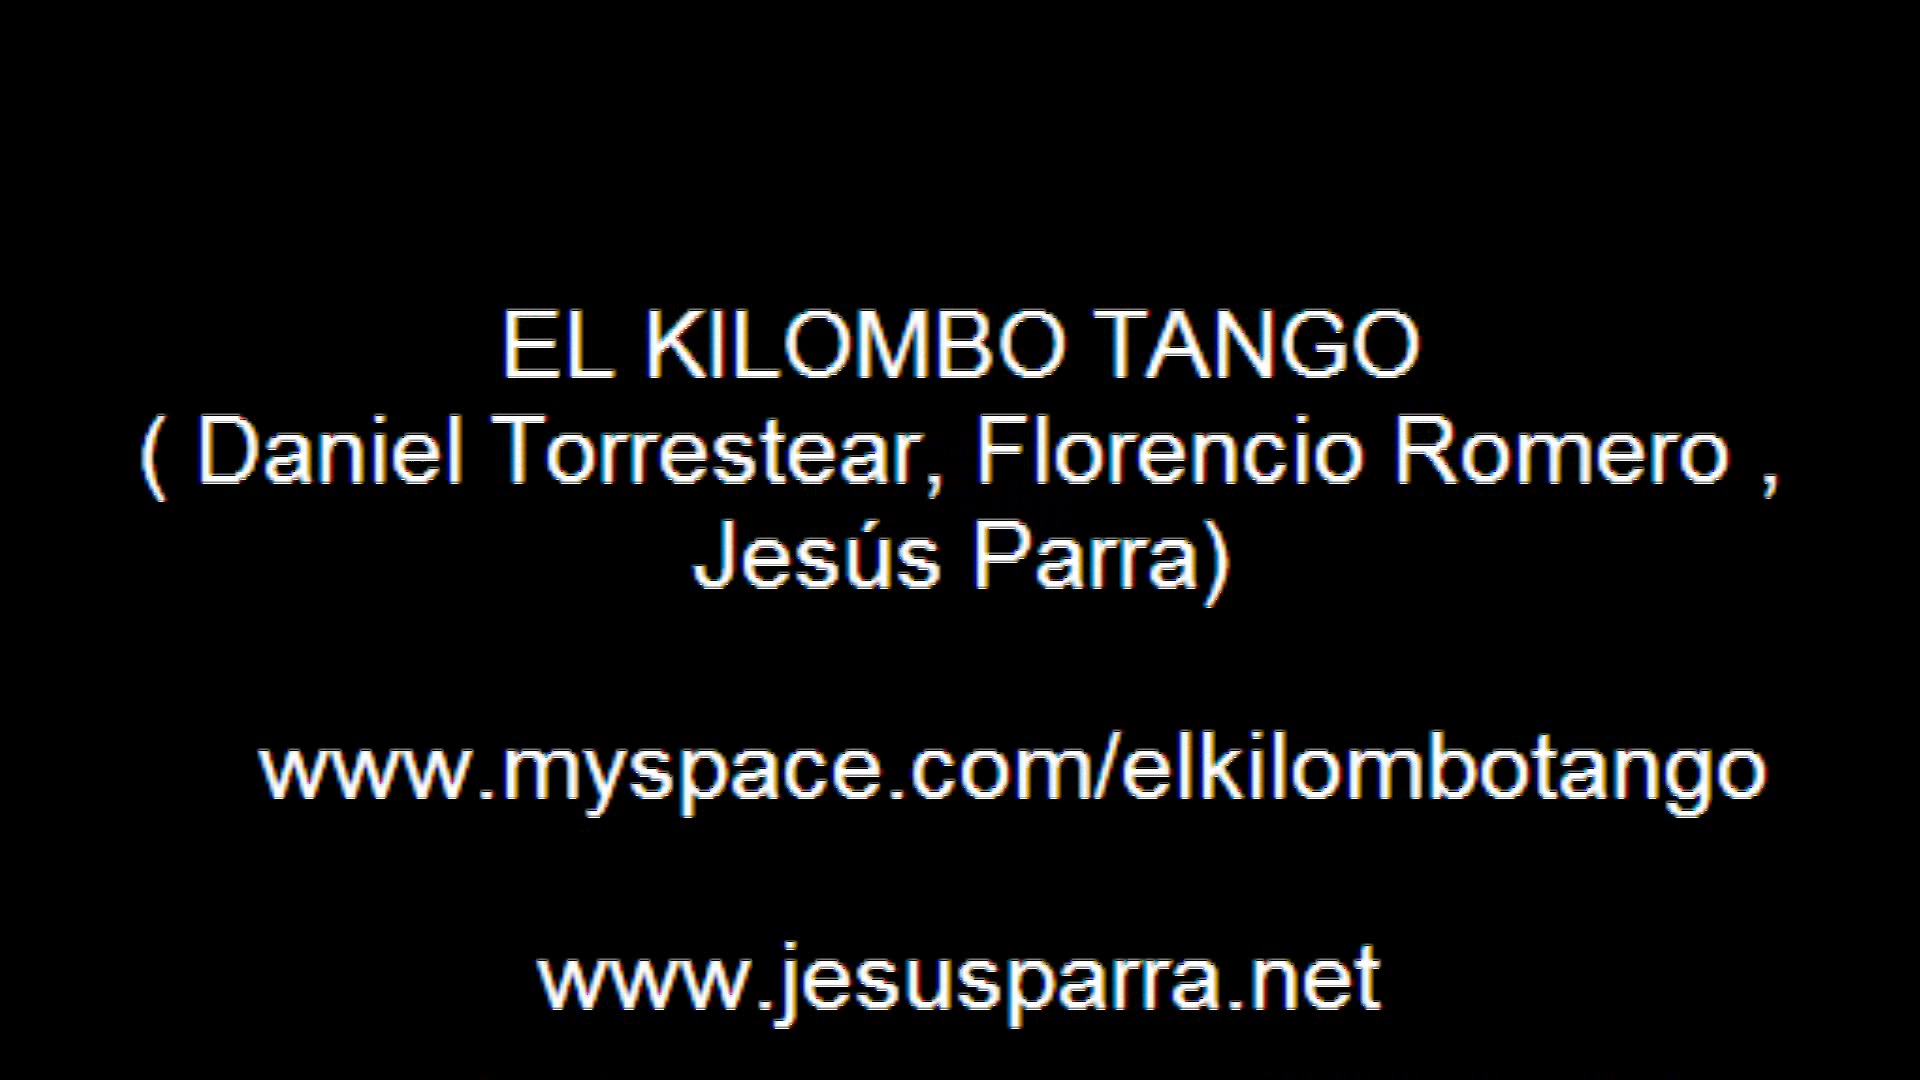 EL KILOMBO TANGO
( Daniel Torrestear, Florencio Romero ,
Jesús Parra)
www.myspace.com/elkilombotango
www.jesusparra.net